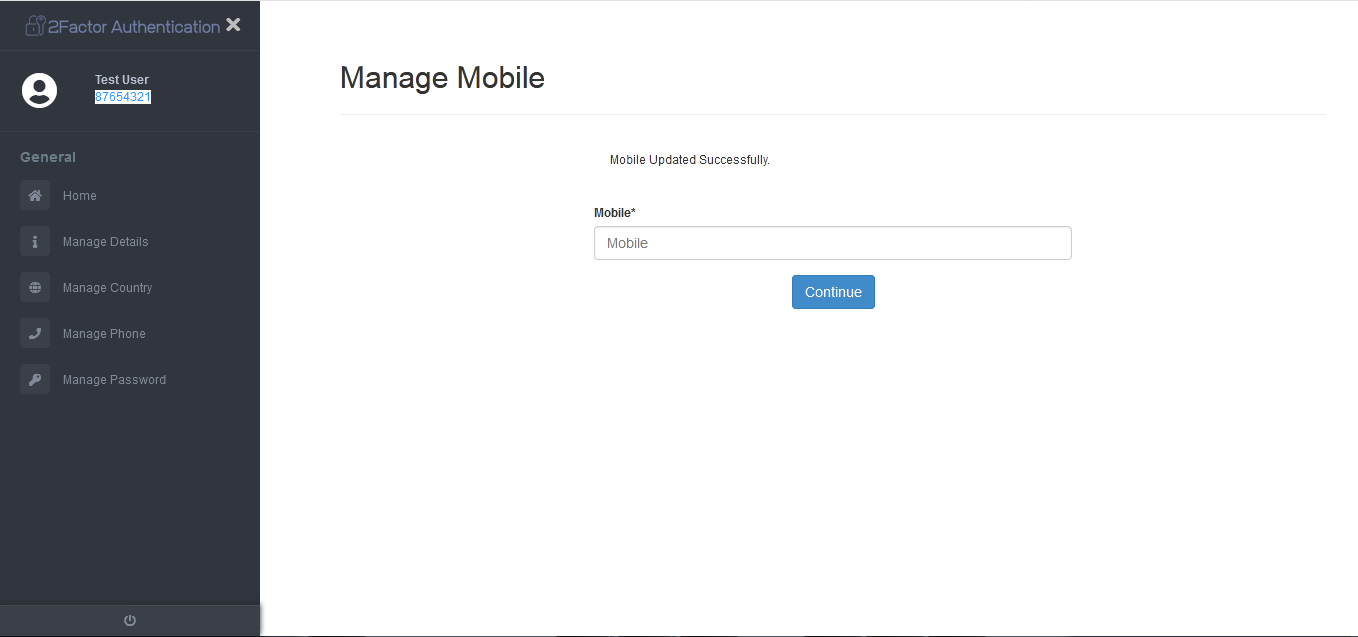 2Factor Authentication
Test User
87654321
General
Home
Manage Details
Manage Country
Manage Phone
Manage Password
Manage Mobile
Mobile Updated Successfully.
Mobile*
Mobile
Continue